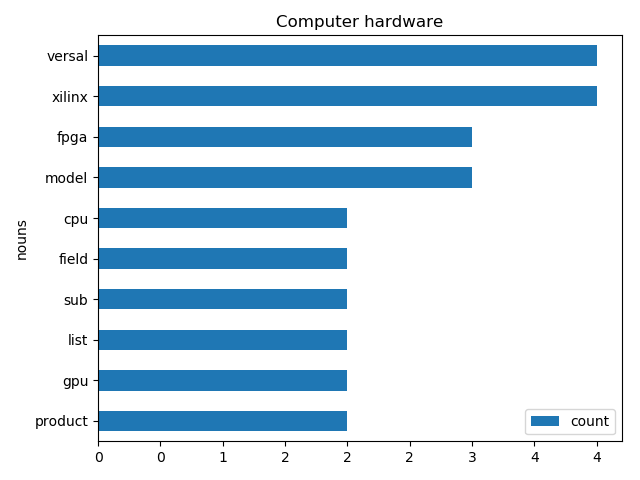 Computer hardware
versal
xilinx
fpga
model
cpu
field
sub
list
gpu
product
nouns
count
0 0 1 2 2 2 3 4 4